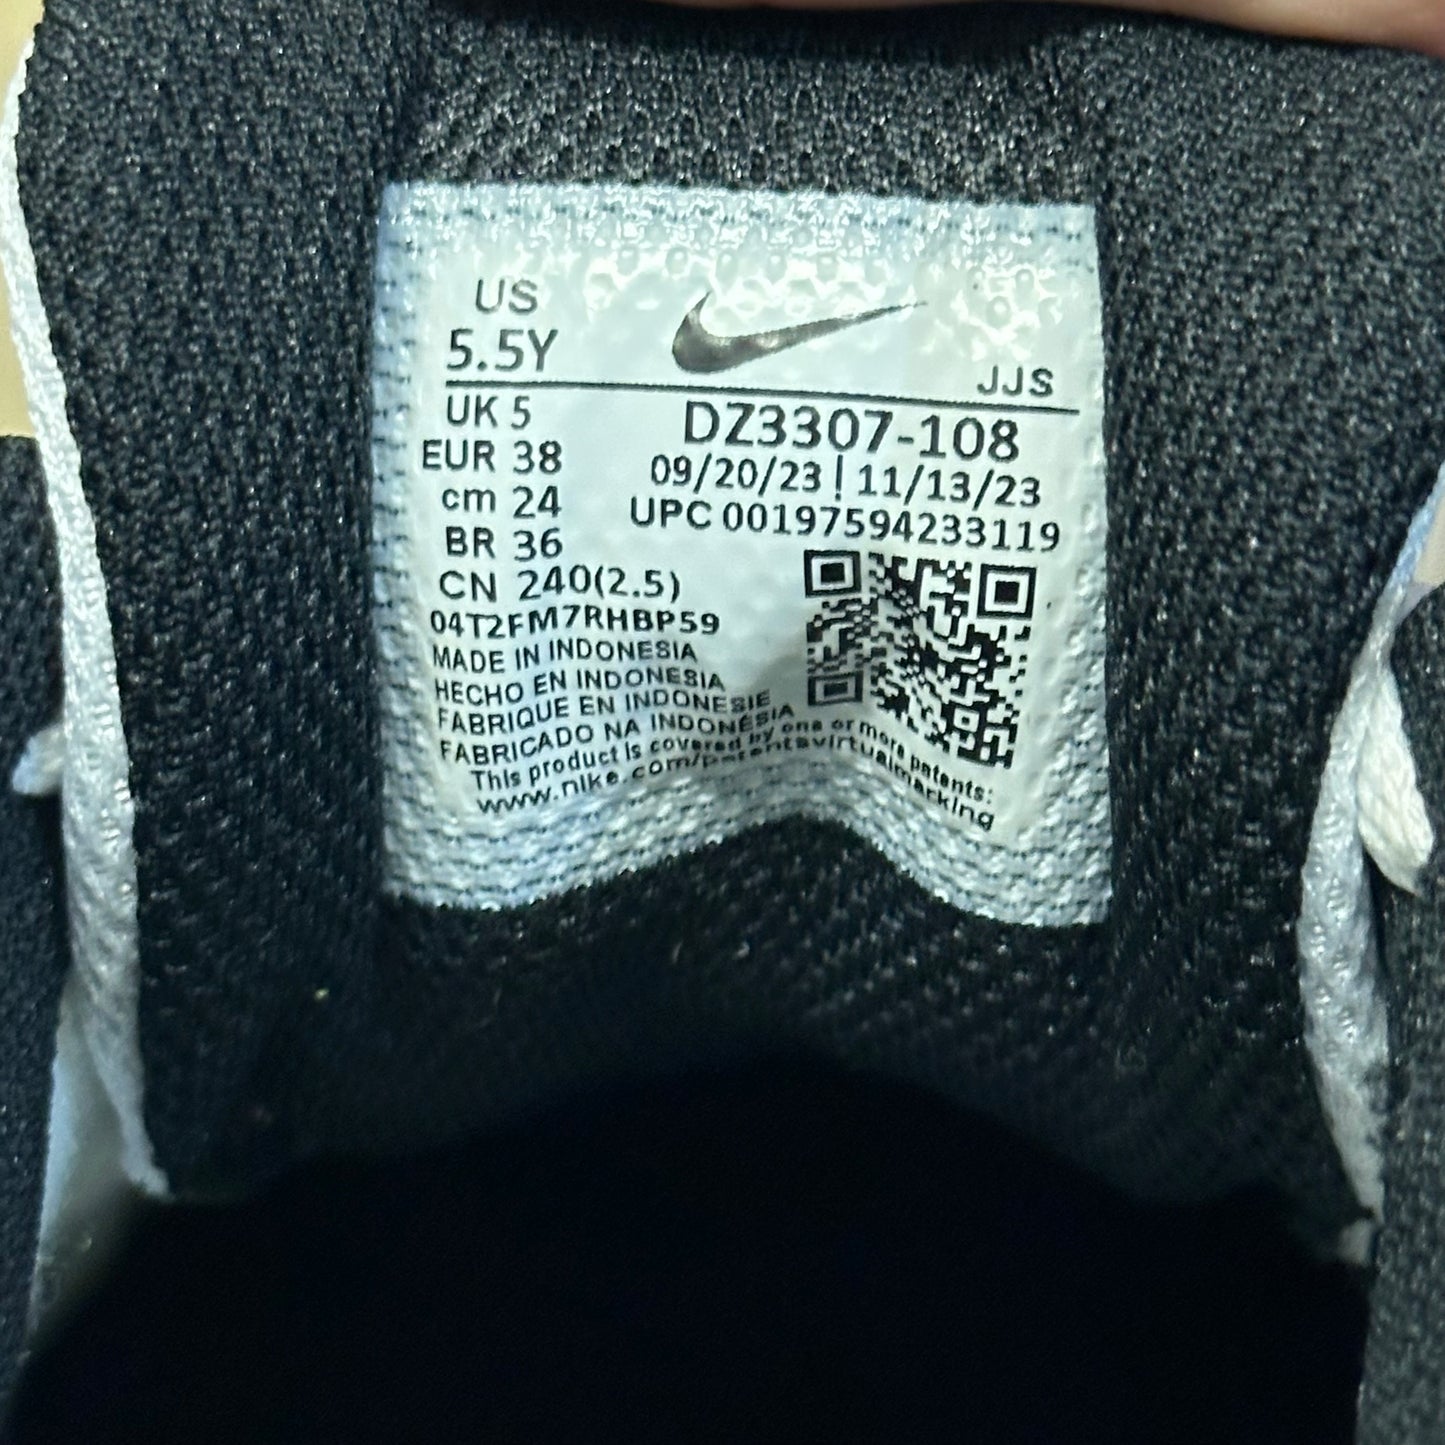 US
5.5Y
JJS
UK 5
DZ3307-108
EUR 38
09/20/23 | 11/13/23
cm 24
UPC 00197594233119
BR 36
CN 240(2.5)
04T2FM7RHBP59
MADE IN INDONESIA
HECHO EN INDONESIA
FABRIQUE EN INDONESIE
FABRICADO NA INDONÉSIA
This product is covered by one or more patents:
www.nike.com/patentsvirtualmarking